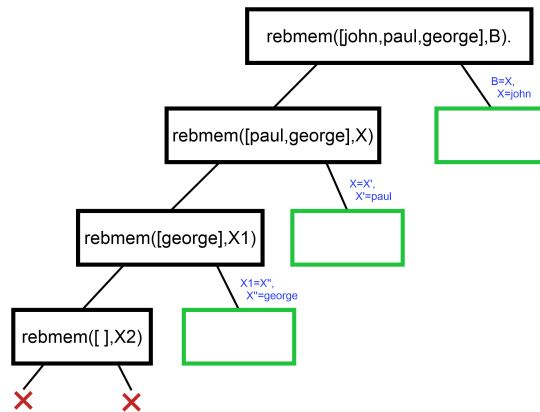 rebmem([john,paul,george],B).
B=X,
X=john
rebmem([paul,george],X)
X=X',
X'=paul
rebmem([george],X1)
X1=X",
X"=george
rebmem([ ],X2)